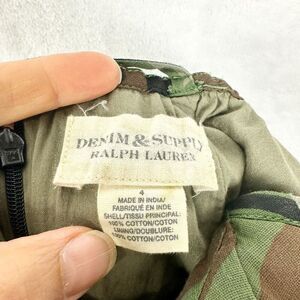 DENIM & SUPPLY
RALPH LAUREN
4
MADE IN INDIA/
FABRIQUÉ EN INDE
SHELL/TISSU PRINCIPAL:
100% COTTON/COTON
LINING/DOUBLURE:
100% COTTON/COTON